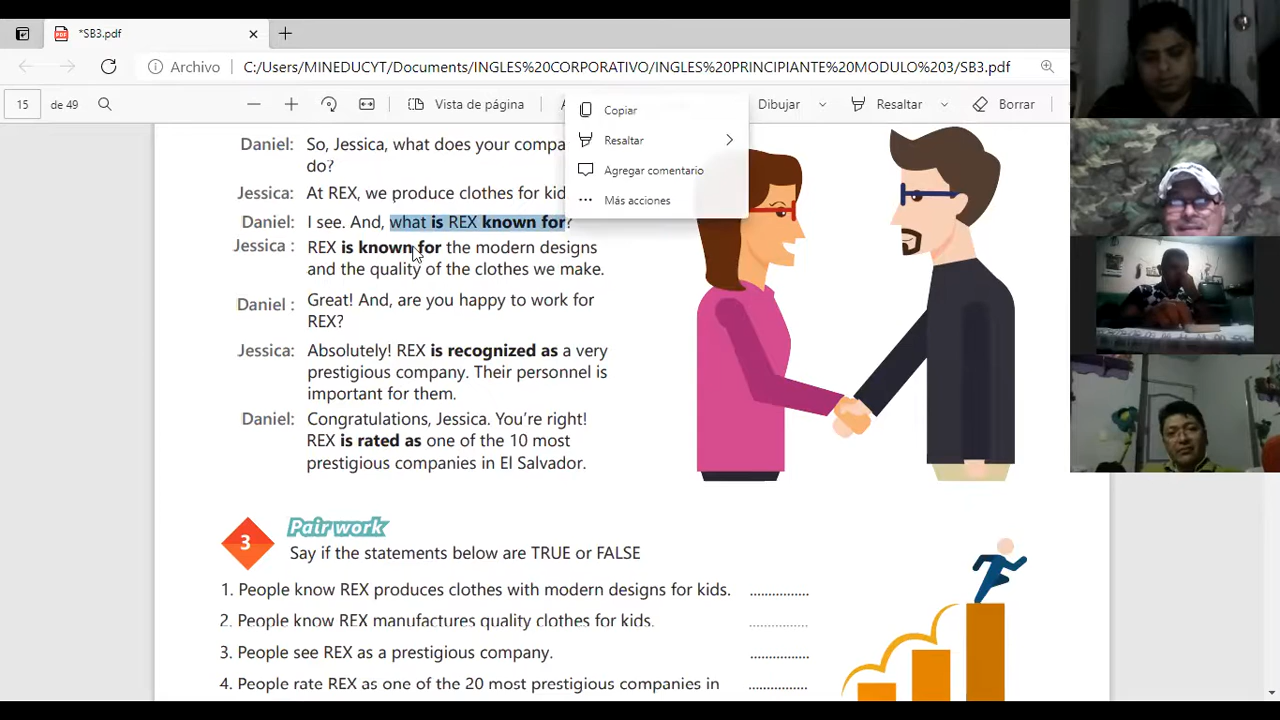 *SB3.pdf
Archivo
C:/Users/MINEDUCYT/Documents/INGLES%20CORPORATIVO/INGLES%20PRINCIPIANTE%20MODULO%203/SB3.pdf
15 de 49
Vista de página
Dibujar
Resaltar
Borrar
Copiar
Resaltar
Agregar comentario
Más acciones
Daniel: So, Jessica, what does your compa
do?
Jessica: At REX, we produce clothes for kid
Daniel: I see. And, what is REX known for?
Jessica : REX is known for the modern designs
and the quality of the clothes we make.
Daniel : Great! And, are you happy to work for
REX?
Jessica: Absolutely! REX is recognized as a very
prestigious company. Their personnel is
important for them.
Daniel: Congratulations, Jessica. You're right!
REX is rated as one of the 10 most
prestigious companies in El Salvador.
3 Pair work
Say if the statements below are TRUE or FALSE
1. People know REX produces clothes with modern designs for kids. ...............
2. People know REX manufactures quality clothes for kids. ...............
3. People see REX as a prestigious company. ...............
4. People rate REX as one of the 20 most prestigious companies in ...............